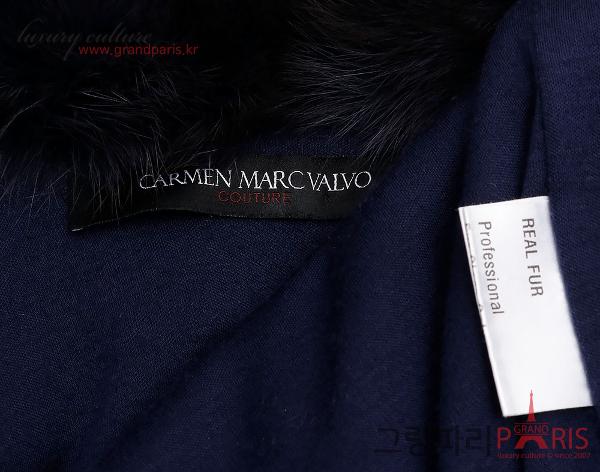 luxury culture
www.grandparis.kr
CARMEN MARC VALVO
COUTURE
REAL FUR
Professional
그랑파리
GRAND
PARIS
luxury culture © since 2007